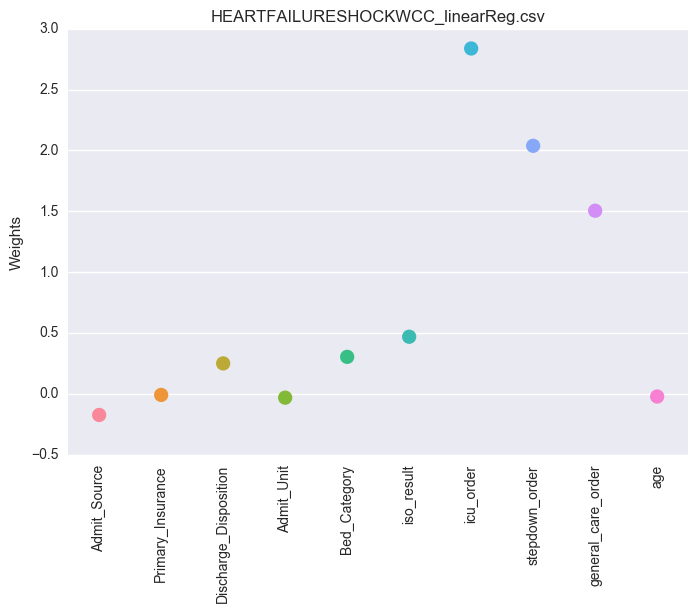 HEARTFAILURESHOCKWCC_linearReg.csv
3.0
2.5
2.0
1.5
1.0
0.5
0.0
−0.5
Weights
Admit_Source
Primary_Insurance
Discharge_Disposition
Admit_Unit
Bed_Category
iso_result
icu_order
stepdown_order
general_care_order
age